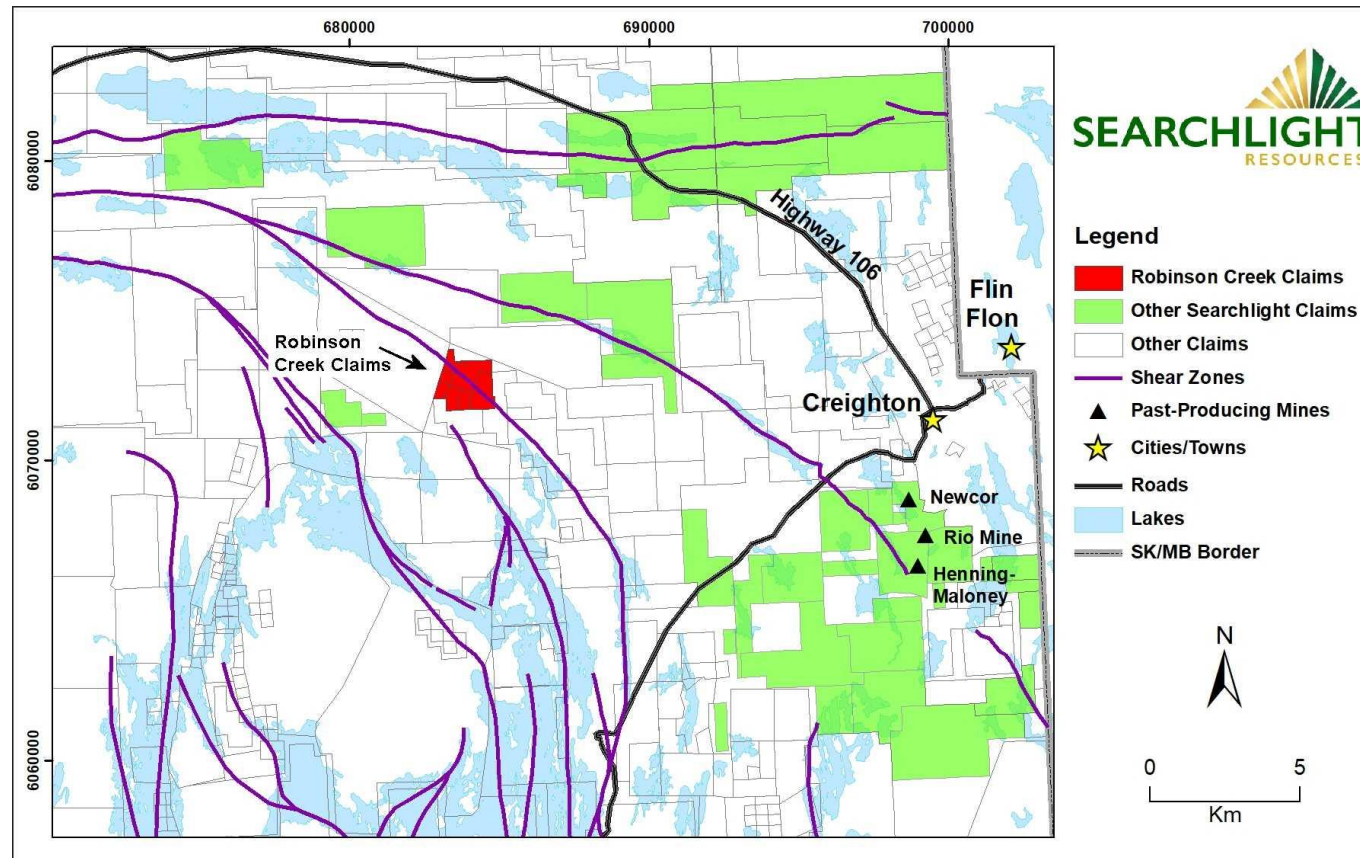 680000
690000
700000
6080000
6070000
6060000
Highway 106
Flin
Flon
Robinson
Creek Claims
Creighton
Newcor
Rio Mine
Henning-
Maloney
SEARCHLIGHT
RESOURCES
Legend
Robinson Creek Claims
Other Searchlight Claims
Other Claims
Shear Zones
Past-Producing Mines
Cities/Towns
Roads
Lakes
SK/MB Border
N
0 5
Km